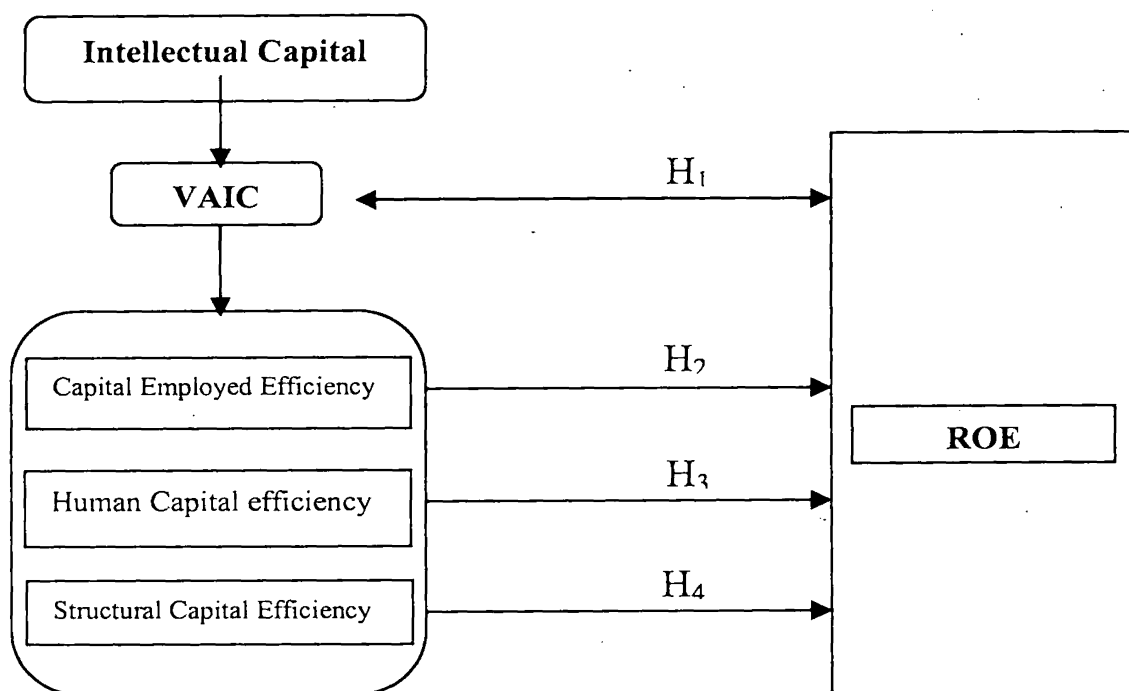 Intellectual Capital
VAIC
H₁
Capital Employed Efficiency
H₂
ROE
Human Capital efficiency
H₃
Structural Capital Efficiency
H₄